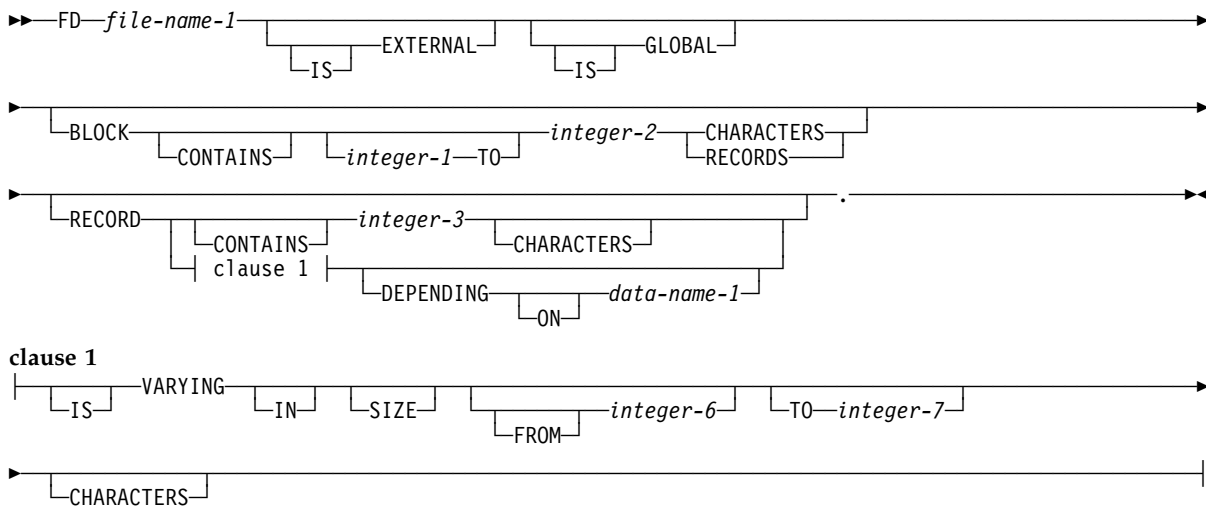 FD file-name-1 EXTERNAL GLOBAL
IS IS
BLOCK integer-2 CHARACTERS
CONTAINS integer-1 TO RECORDS
RECORD integer-3 .
CONTAINS CHARACTERS
clause 1
DEPENDING data-name-1
ON
clause 1
VARYING integer-6
IS IN SIZE FROM TO integer-7
CHARACTERS